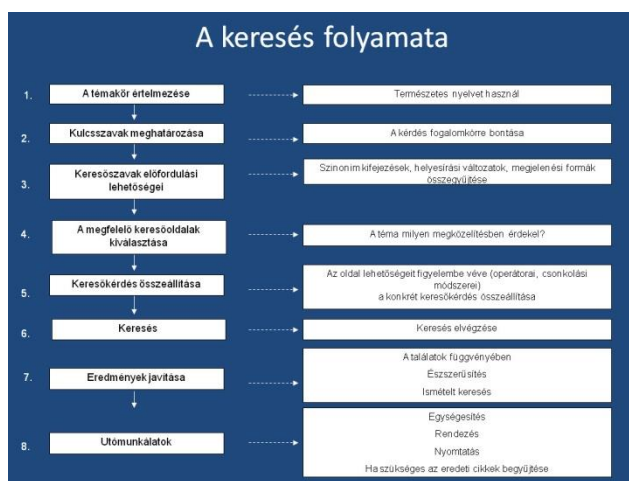 A keresés folyamata
1. A témakör értelmezése
Természetes nyelvet használ
2. Kulcsszavak meghatározása
A kérdés fogalomkörre bontása
3. Keresőszavak előfordulási
lehetőségei
Szinonim kifejezések, helyesírási változatok, megjelenési formák
összegyűjtése
4. A megfelelő keresőoldalak
kiválasztása
A téma milyen megközelítésben érdekel?
5. Keresőkérdés összeállítása
Az oldal lehetőségeit figyelembe véve (operátorai, csonkolási
módszerei)
a konkrét keresőkérdés összeállítása
6. Keresés
Keresés elvégzése
7. Eredmények javítása
A találatok függvényében
Észszerűsítés
Ismételt keresés
8. Utómunkálatok
Egységesítés
Rendezés
Nyomtatás
Ha szükséges az eredeti cikkek begyűjtése